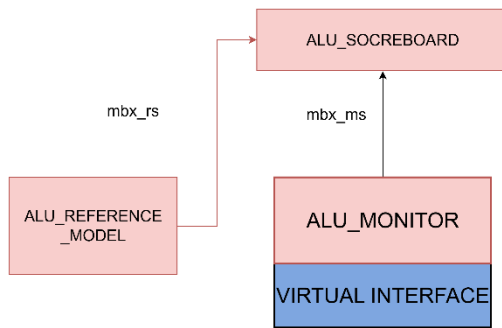 ALU_SOCREBOARD
mbx_rs
mbx_ms
ALU_REFERENCE
_MODEL
ALU_MONITOR
VIRTUAL INTERFACE